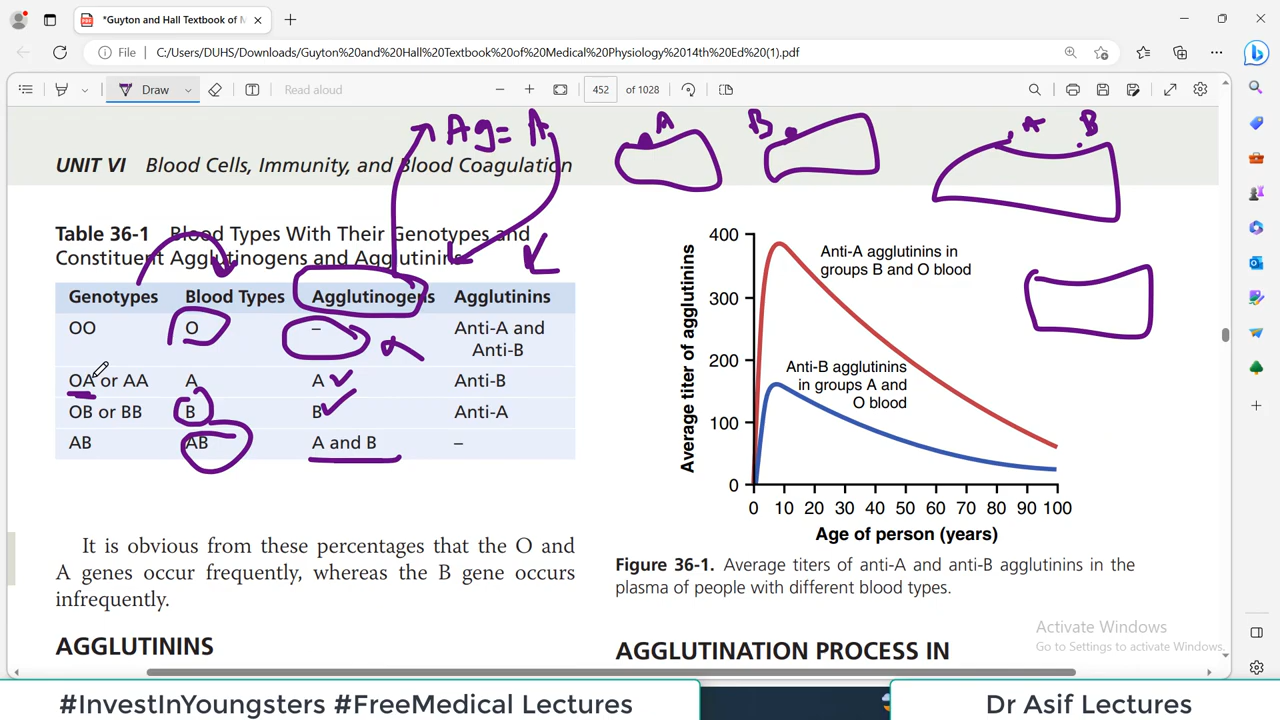 *Guyton and Hall Textbook of M
File
C:/Users/DUHS/Downloads/Guyton%20and%20Hall%20Textbook%20of%20Medical%20Physiology%2014th%20Ed%20(1).pdf
Draw
Read aloud
452 of 1028
Ag= A
A
B
A
B
UNIT VI Blood Cells, Immunity, and Blood Coagulation
Table 36-1 Blood Types With Their Genotypes and
Constituent Agglutinogens and Agglutinins
Genotypes Blood Types Agglutinogens Agglutinins
OO O – Anti-A and
Anti-B
OA or AA A A Anti-B
OB or BB B B Anti-A
AB AB A and B –
It is obvious from these percentages that the O and
A genes occur frequently, whereas the B gene occurs
infrequently.
AGGLUTININS
Average titer of agglutinins
400
300
200
100
0
Anti-A agglutinins in
groups B and O blood
Anti-B agglutinins
in groups A and
O blood
0 10 20 30 40 50 60 70 80 90 100
Age of person (years)
Figure 36-1. Average titers of anti-A and anti-B agglutinins in the
plasma of people with different blood types.
AGGLUTINATION PROCESS IN
Activate Windows
Go to Settings to activate Windows.
#InvestInYoungsters #FreeMedical Lectures
Dr Asif Lectures